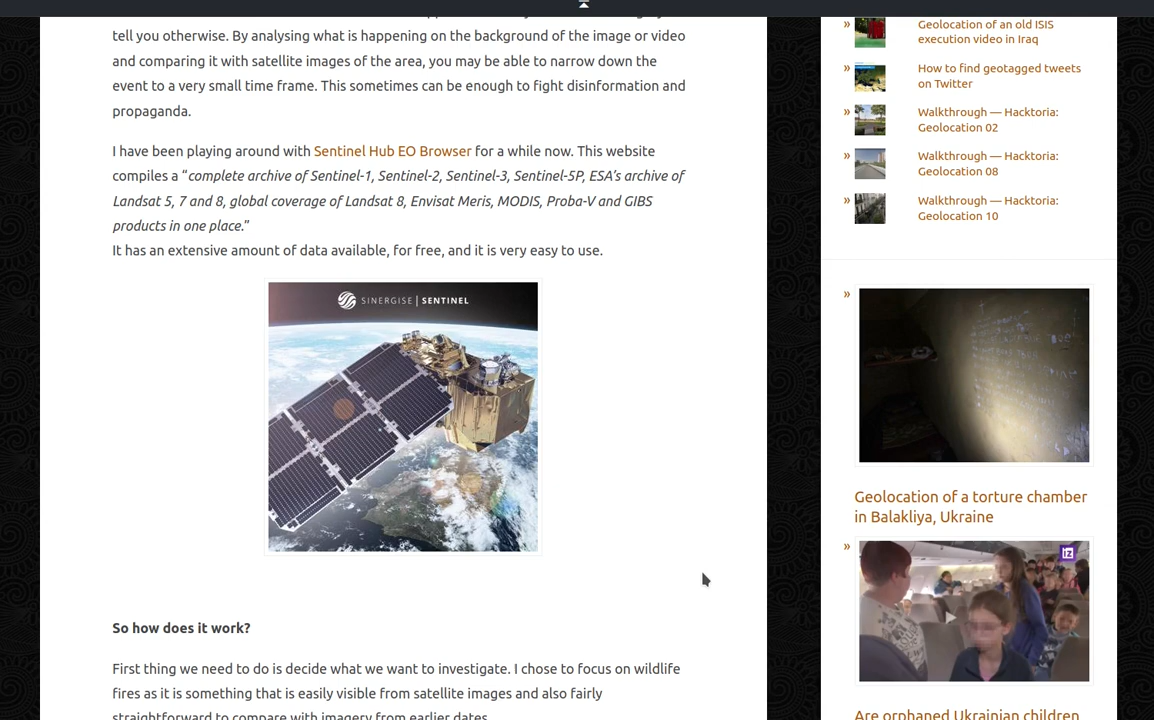 tell you otherwise. By analysing what is happening on the background of the image or video
and comparing it with satellite images of the area, you may be able to narrow down the
event to a very small time frame. This sometimes can be enough to fight disinformation and
propaganda.
I have been playing around with Sentinel Hub EO Browser for a while now. This website
compiles a “complete archive of Sentinel-1, Sentinel-2, Sentinel-3, Sentinel-5P, ESA’s archive of
Landsat 5, 7 and 8, global coverage of Landsat 8, Envisat Meris, MODIS, Proba-V and GIBS
products in one place.”
It has an extensive amount of data available, for free, and it is very easy to use.
SINERGISE | SENTINEL
So how does it work?
First thing we need to do is decide what we want to investigate. I chose to focus on wildlife
fires as it is something that is easily visible from satellite images and also fairly
straightforward to compare with imagery from earlier dates.
» Geolocation of an old ISIS
execution video in Iraq
» How to find geotagged tweets
on Twitter
» Walkthrough — Hacktoria:
Geolocation 02
» Walkthrough — Hacktoria:
Geolocation 08
» Walkthrough — Hacktoria:
Geolocation 10
»
Geolocation of a torture chamber
in Balakliya, Ukraine
»
IZ
Are orphaned Ukrainian children